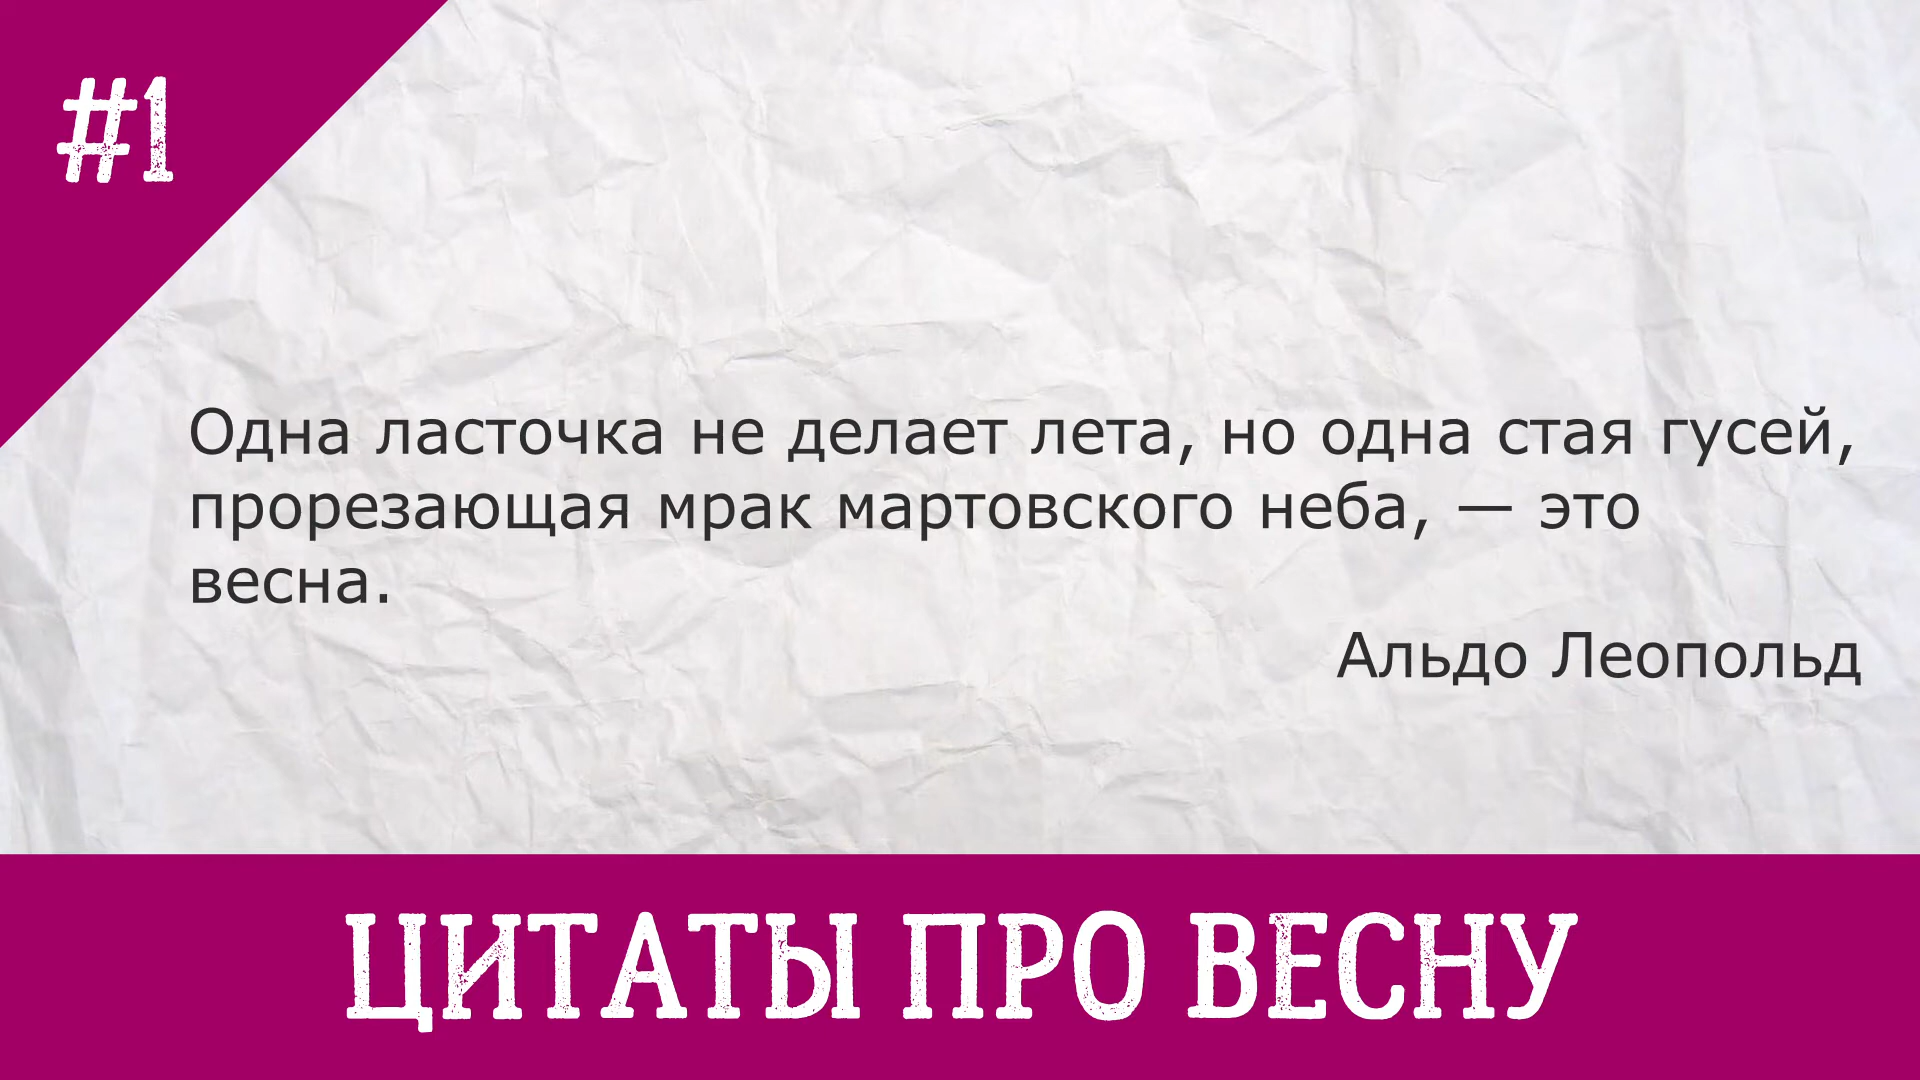 #1
Одна ласточка не делает лета, но одна стая гусей,
прорезающая мрак мартовского неба, — это
весна.
Альдо Леопольд
ЦИТАТЫ ПРО ВЕСНУ